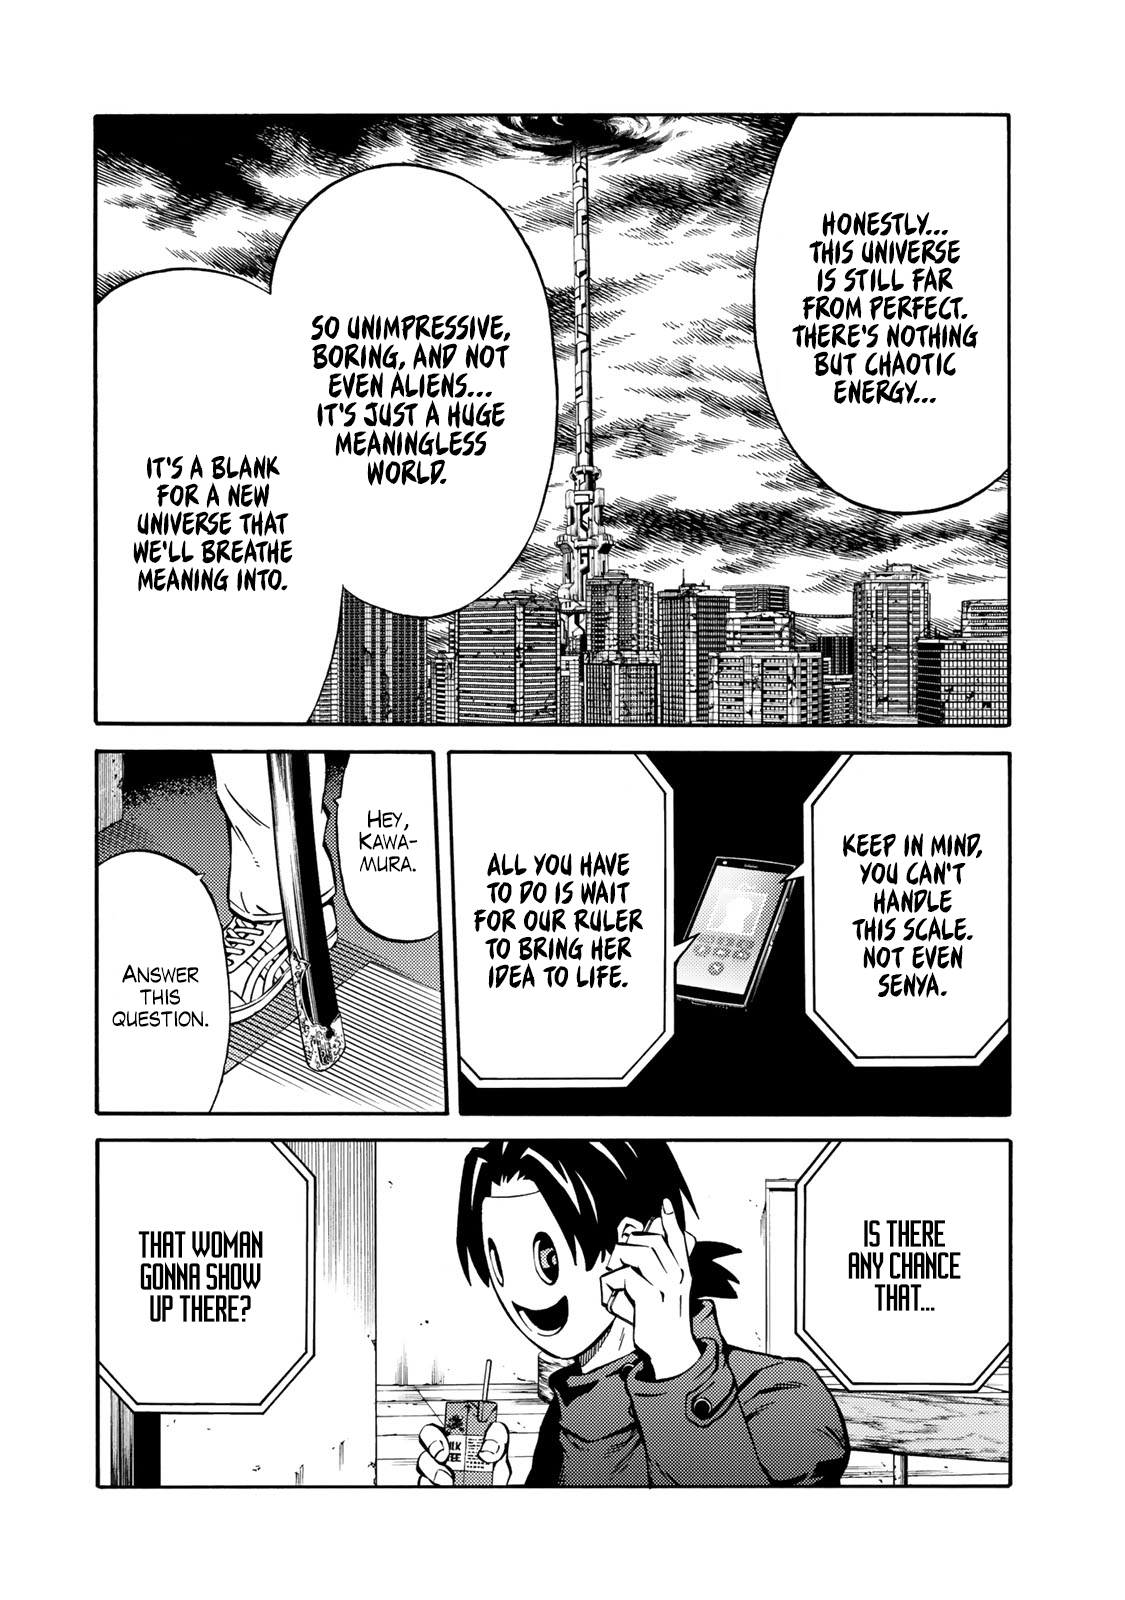 HONESTLY...
THIS UNIVERSE
IS STILL FAR
FROM PERFECT.
THERE'S NOTHING
BUT CHAOTIC
ENERGY...
SO UNIMPRESSIVE,
BORING, AND NOT
EVEN ALIENS...
IT'S JUST A HUGE
MEANINGLESS
WORLD.
IT'S A BLANK
FOR A NEW
UNIVERSE THAT
WE'LL BREATHE
MEANING INTO.
KEEP IN MIND,
YOU CAN'T
HANDLE
THIS SCALE.
NOT EVEN
SENYA.
ALL YOU HAVE
TO DO IS WAIT
FOR OUR RULER
TO BRING HER
IDEA TO LIFE.
HEY,
KAWA-
MURA.
ANSWER
THIS
QUESTION.
IS THERE
ANY CHANCE
THAT...
THAT WOMAN
GONNA SHOW
UP THERE?